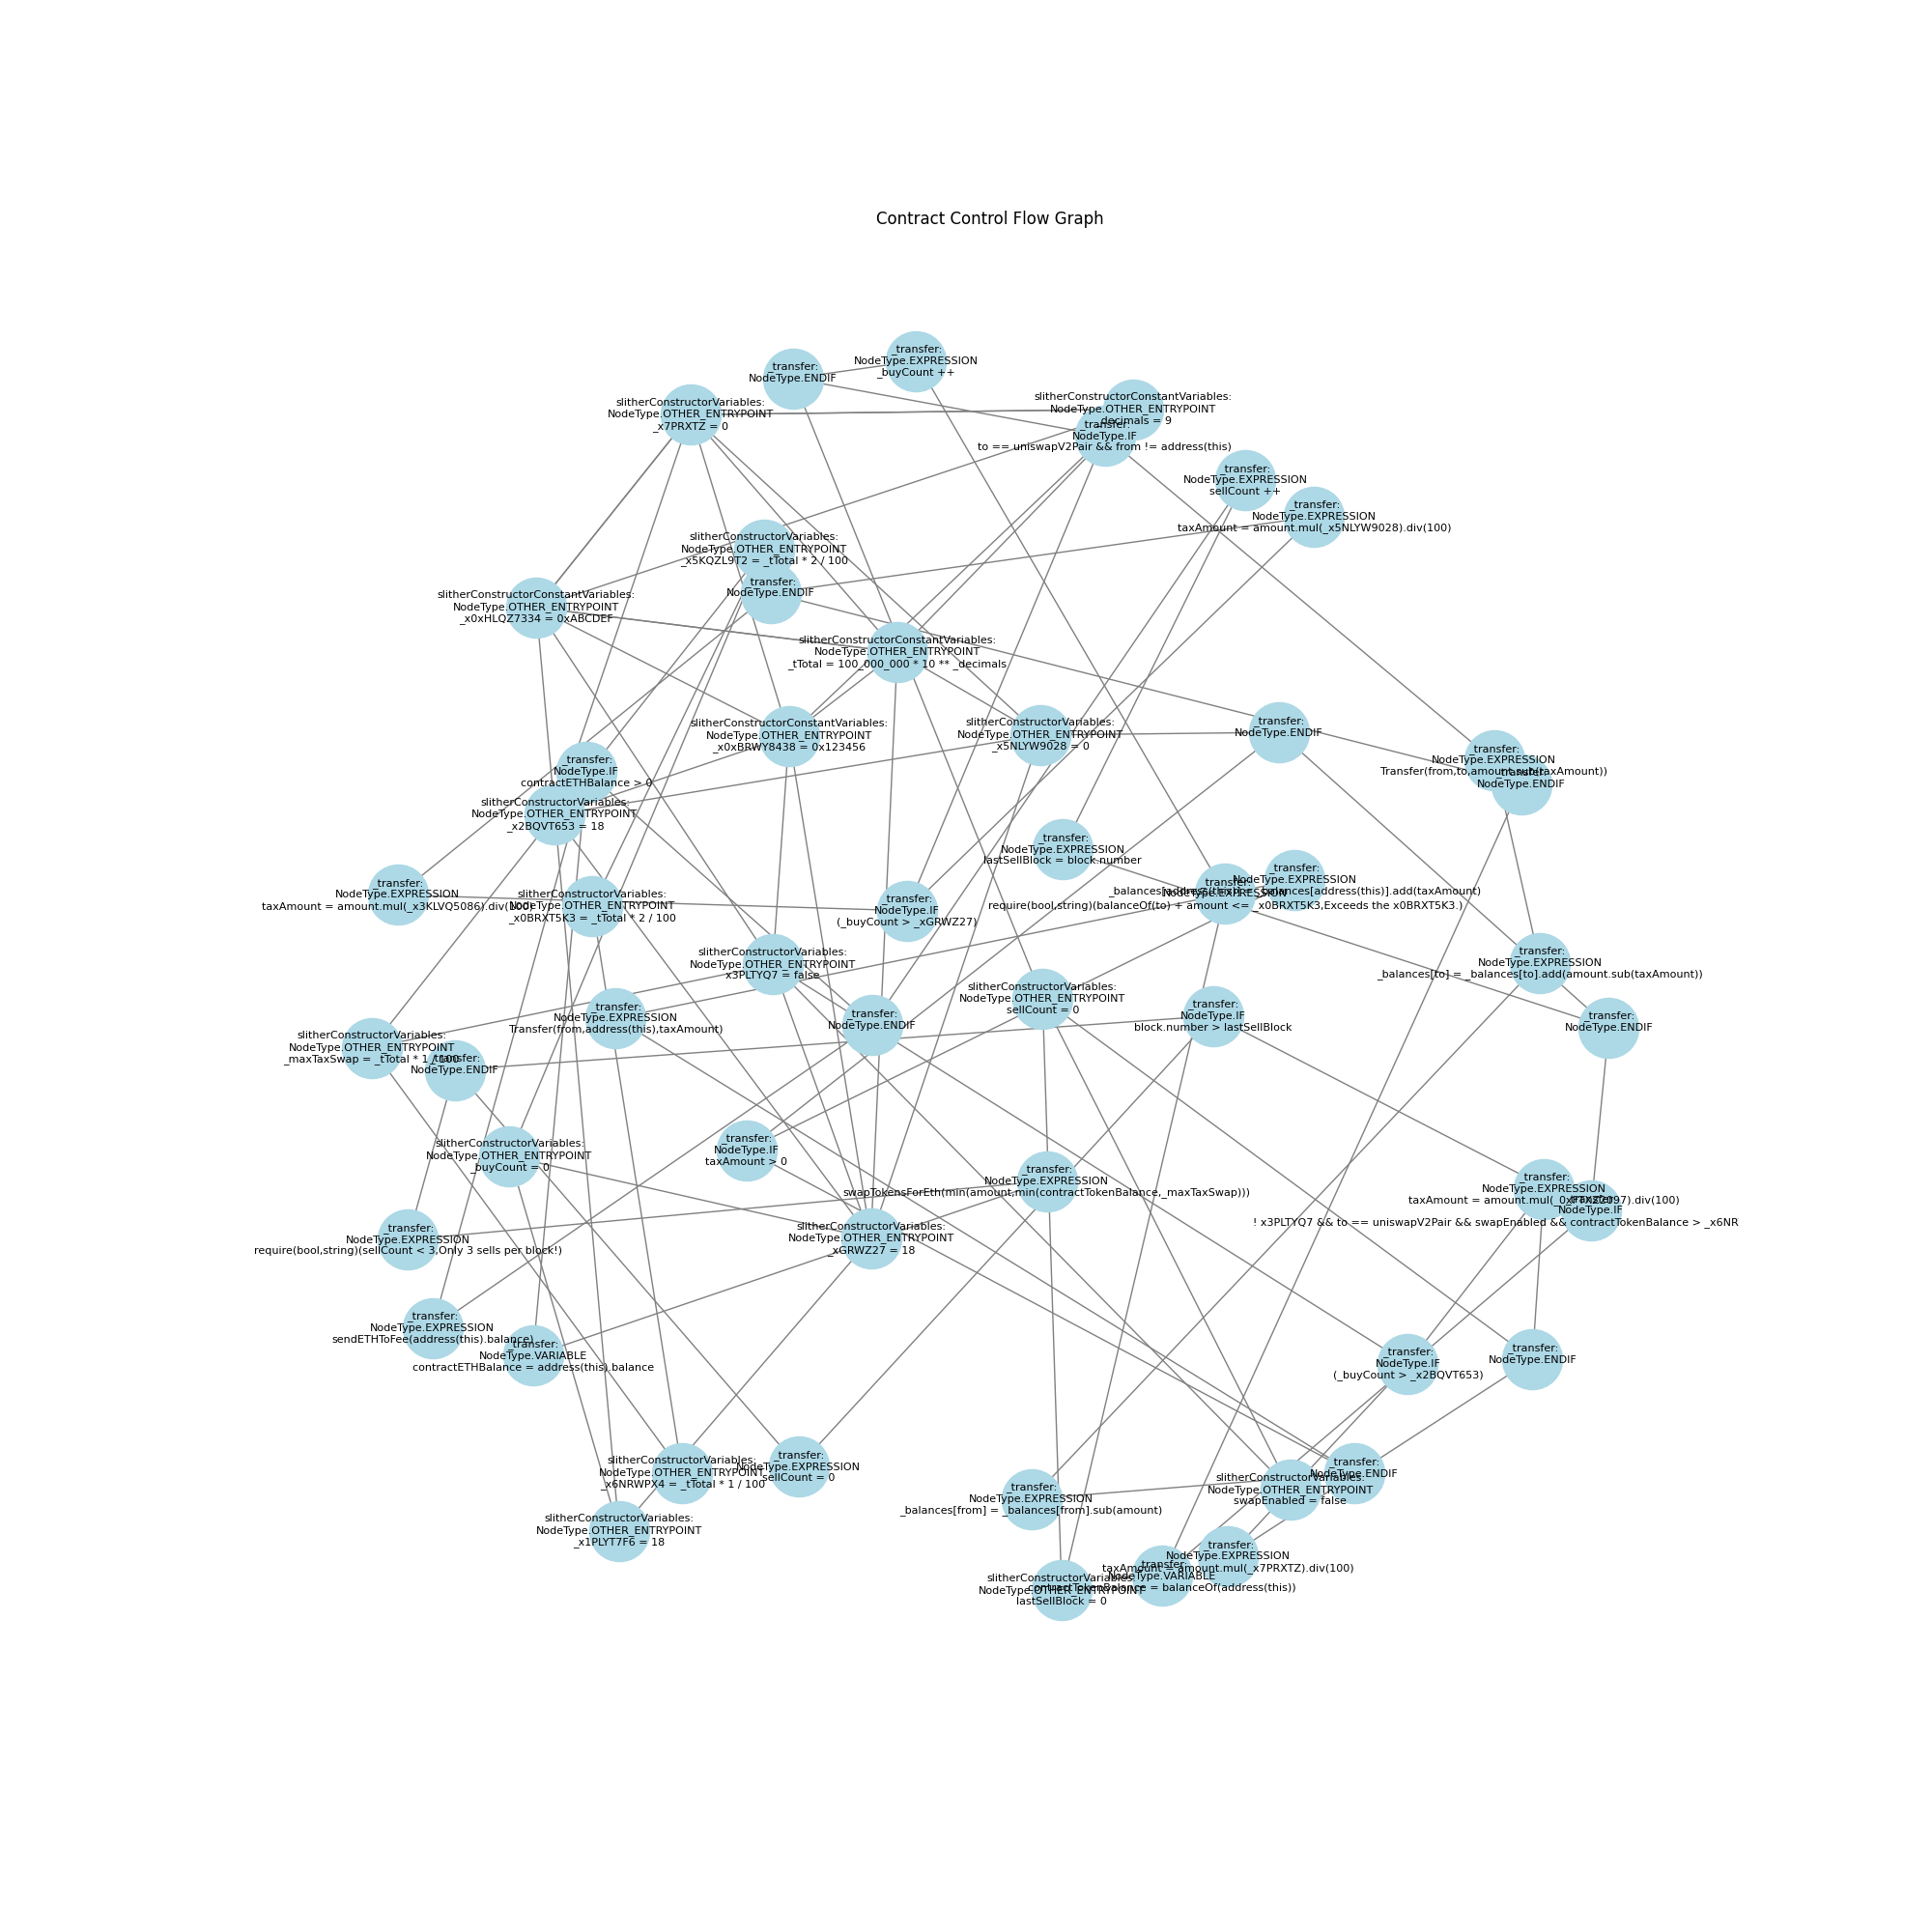 Contract Control Flow Graph
_transfer:
NodeType.ENDIF
_transfer:
NodeType.EXPRESSION
_buyCount ++
slitherConstructorVariables:
NodeType.OTHER_ENTRYPOINT
_x7PRXTZ = 0
slitherConstructorConstantVariables:
NodeType.OTHER_ENTRYPOINT
_decimals = 9
_transfer:
NodeType.IF
to == uniswapV2Pair && from != address(this)
_transfer:
NodeType.EXPRESSION
sellCount ++
_transfer:
NodeType.EXPRESSION
taxAmount = amount.mul(_x5NLYW9028).div(100)
slitherConstructorVariables:
NodeType.OTHER_ENTRYPOINT
_x5KQZL9T2 = _tTotal * 2 / 100
_transfer:
NodeType.ENDIF
slitherConstructorConstantVariables:
NodeType.OTHER_ENTRYPOINT
_x0xHLQZ7334 = 0xABCDEF
slitherConstructorConstantVariables:
NodeType.OTHER_ENTRYPOINT
_tTotal = 100_000_000 * 10 ** _decimals
slitherConstructorConstantVariables:
NodeType.OTHER_ENTRYPOINT
_x0xBRWY8438 = 0x123456
slitherConstructorVariables:
NodeType.OTHER_ENTRYPOINT
_x5NLYW9028 = 0
_transfer:
NodeType.ENDIF
_transfer:
NodeType.EXPRESSION
Transfer(from,to,amount.sub(taxAmount))
_transfer:
NodeType.ENDIF
_transfer:
NodeType.IF
contractETHBalance > 0
slitherConstructorVariables:
NodeType.OTHER_ENTRYPOINT
_x2BQVT653 = 18
_transfer:
NodeType.EXPRESSION
lastSellBlock = block.number
_transfer:
NodeType.EXPRESSION
taxAmount = amount.mul(_x3KLVQ5086).div(100)
slitherConstructorVariables:
NodeType.OTHER_ENTRYPOINT
_x0BRXT5K3 = _tTotal * 2 / 100
_transfer:
NodeType.IF
(_buyCount > _xGRWZ27)
_transfer:
NodeType.EXPRESSION
_balances[address(this)] = _balances[address(this)].add(taxAmount)
_transfer:
NodeType.EXPRESSION
require(bool,string)(balanceOf(to) + amount <= _x0BRXT5K3,Exceeds the x0BRXT5K3.)
slitherConstructorVariables:
NodeType.OTHER_ENTRYPOINT
x3PLTYQ7 = false
_transfer:
NodeType.EXPRESSION
_balances[to] = _balances[to].add(amount.sub(taxAmount))
slitherConstructorVariables:
NodeType.OTHER_ENTRYPOINT
sellCount = 0
_transfer:
NodeType.EXPRESSION
Transfer(from,address(this),taxAmount)
_transfer:
NodeType.ENDIF
_transfer:
NodeType.IF
block.number > lastSellBlock
_transfer:
NodeType.ENDIF
slitherConstructorVariables:
NodeType.OTHER_ENTRYPOINT
_maxTaxSwap = _tTotal * 1 / 100
_transfer:
NodeType.ENDIF
slitherConstructorVariables:
NodeType.OTHER_ENTRYPOINT
_buyCount = 0
_transfer:
NodeType.IF
taxAmount > 0
_transfer:
NodeType.EXPRESSION
swapTokensForEth(min(amount,min(contractTokenBalance,_maxTaxSwap)))
_transfer:
NodeType.EXPRESSION
taxAmount = amount.mul( .div(100)
_transfer:
NodeType.IF
! x3PLTYQ7 && to == uniswapV2Pair && swapEnabled && contractTokenBalance > _x6NR
_transfer:
NodeType.EXPRESSION
require(bool,string)(sellCount < 3,Only 3 sells per block!)
slitherConstructorVariables:
NodeType.OTHER_ENTRYPOINT
_xGRWZ27 = 18
_transfer:
NodeType.EXPRESSION
sendETHToFee(address(this).balance)
_transfer:
NodeType.VARIABLE
contractETHBalance = address(this).balance
_transfer:
NodeType.IF
(_buyCount > _x2BQVT653)
_transfer:
NodeType.ENDIF
slitherConstructorVariables:
NodeType.OTHER_ENTRYPOINT
_x6NRWPX4 = _tTotal * 1 / 100
_transfer:
NodeType.EXPRESSION
sellCount = 0
_transfer:
NodeType.ENDIF
slitherConstructorVariables:
NodeType.OTHER_ENTRYPOINT
swapEnabled = false
_transfer:
NodeType.EXPRESSION
_balances[from] = _balances[from].sub(amount)
slitherConstructorVariables:
NodeType.OTHER_ENTRYPOINT
_x1PLYT7F6 = 18
_transfer:
NodeType.EXPRESSION
taxAmount = amount.mul(_x7PRXTZ).div(100)
_transfer:
NodeType.VARIABLE
contractTokenBalance = balanceOf(address(this))
slitherConstructorVariables:
NodeType.OTHER_ENTRYPOINT
lastSellBlock = 0